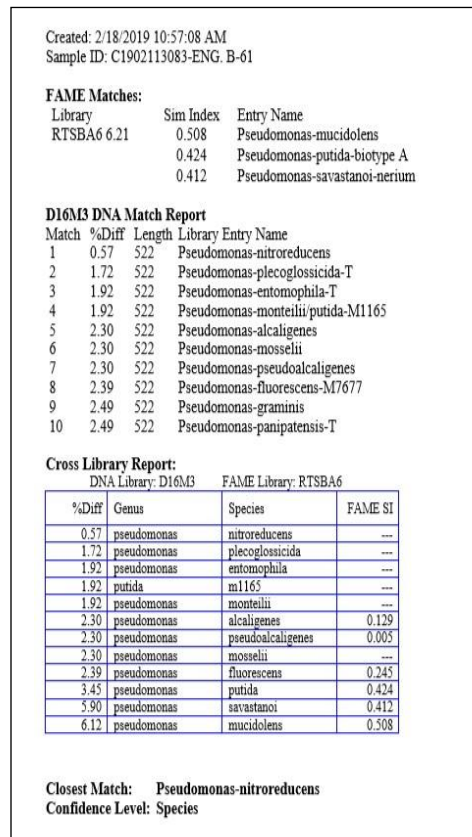 Created: 2/18/2019 10:57:08 AM
Sample ID: C1902113083-ENG. B-61
FAME Matches:
Library Sim Index Entry Name
RTSBA6 6.21 0.508 Pseudomonas-mucidolens
0.424 Pseudomonas-putida-biotype A
0.412 Pseudomonas-savastanoi-nerium
D16M3 DNA Match Report
Match %Diff Length Library Entry Name
1 0.57 522 Pseudomonas-nitroreducens
2 1.72 522 Pseudomonas-plecoglossicida-T
3 1.92 522 Pseudomonas-entomophila-T
4 1.92 522 Pseudomonas-monteilii/putida-M1165
5 2.30 522 Pseudomonas-alcaligenes
6 2.30 522 Pseudomonas-mosselii
7 2.30 522 Pseudomonas-pseudoalcaligenes
8 2.39 522 Pseudomonas-fluorescens-M7677
9 2.49 522 Pseudomonas-graminis
10 2.49 522 Pseudomonas-panipatensis-T
Cross Library Report:
DNA Library: D16M3 FAME Library: RTSBA6
%Diff Genus Species FAME SI
0.57 pseudomonas nitroreducens ---
1.72 pseudomonas plecoglossicida ---
1.92 pseudomonas entomophila ---
1.92 putida m1165 ---
1.92 pseudomonas monteilii ---
2.30 pseudomonas alcaligenes 0.129
2.30 pseudomonas pseudoalcaligenes 0.005
2.30 pseudomonas mosselii ---
2.39 pseudomonas fluorescens 0.245
3.45 pseudomonas putida 0.424
5.90 pseudomonas savastanoi 0.412
6.12 pseudomonas mucidolens 0.508
Closest Match: Pseudomonas-nitroreducens
Confidence Level: Species